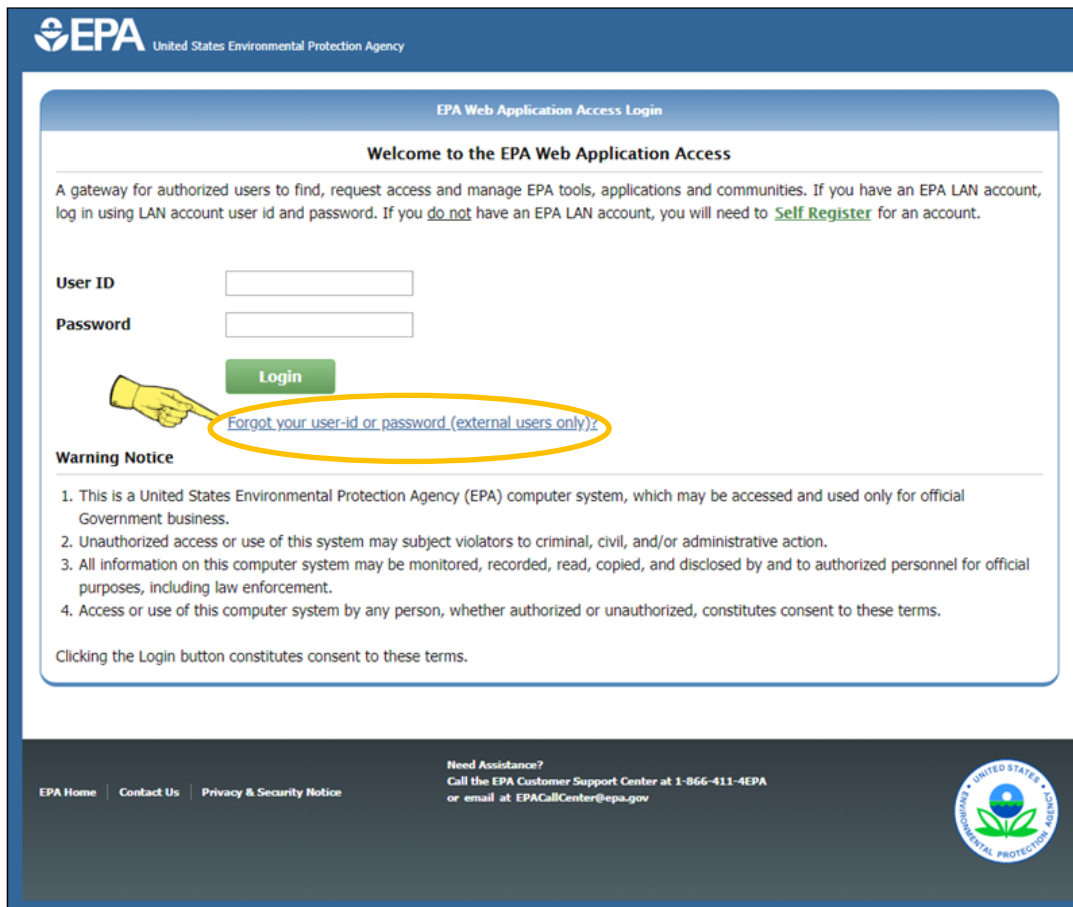 EPA United States Environmental Protection Agency
EPA Web Application Access Login
Welcome to the EPA Web Application Access
A gateway for authorized users to find, request access and manage EPA tools, applications and communities. If you have an EPA LAN account,
log in using LAN account user id and password. If you do not have an EPA LAN account, you will need to Self Register for an account.
User ID
Password
Login
Forgot your user-id or password (external users only)?
Warning Notice
1. This is a United States Environmental Protection Agency (EPA) computer system, which may be accessed and used only for official
Government business.
2. Unauthorized access or use of this system may subject violators to criminal, civil, and/or administrative action.
3. All information on this computer system may be monitored, recorded, read, copied, and disclosed by and to authorized personnel for official
purposes, including law enforcement.
4. Access or use of this computer system by any person, whether authorized or unauthorized, constitutes consent to these terms.
Clicking the Login button constitutes consent to these terms.
EPA Home | Contact Us | Privacy & Security Notice
Need Assistance?
Call the EPA Customer Support Center at 1-866-411-4EPA
or email at EPACallCenter@epa.gov
UNITED STATES
ENVIRONMENTAL PROTECTION AGENCY